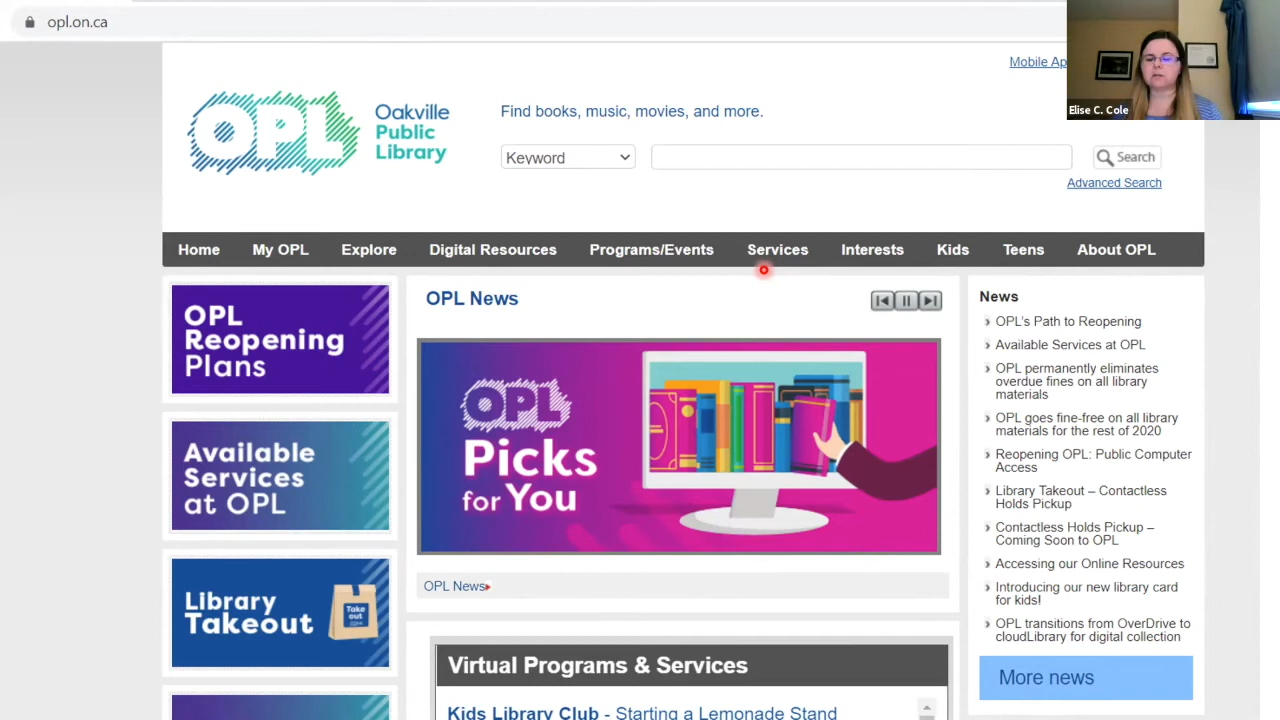 opl.on.ca
Mobile Ap
Elise C. Cole
OPL
Oakville
Public
Library
Find books, music, movies, and more.
Keyword
Search
Advanced Search
Home My OPL Explore Digital Resources Programs/Events Services Interests Kids Teens About OPL
OPL
Reopening
Plans
Available
Services
at OPL
Library
Takeout
Take
out
OPL News
OPL
Picks
for You
OPL News
Virtual Programs & Services
Kids Library Club - Starting a Lemonade Stand
News
OPL's Path to Reopening
Available Services at OPL
OPL permanently eliminates
overdue fines on all library
materials
OPL goes fine-free on all library
materials for the rest of 2020
Reopening OPL: Public Computer
Access
Library Takeout – Contactless
Holds Pickup
Contactless Holds Pickup –
Coming Soon to OPL
Accessing our Online Resources
Introducing our new library card
for kids!
OPL transitions from OverDrive to
cloudLibrary for digital collection
More news